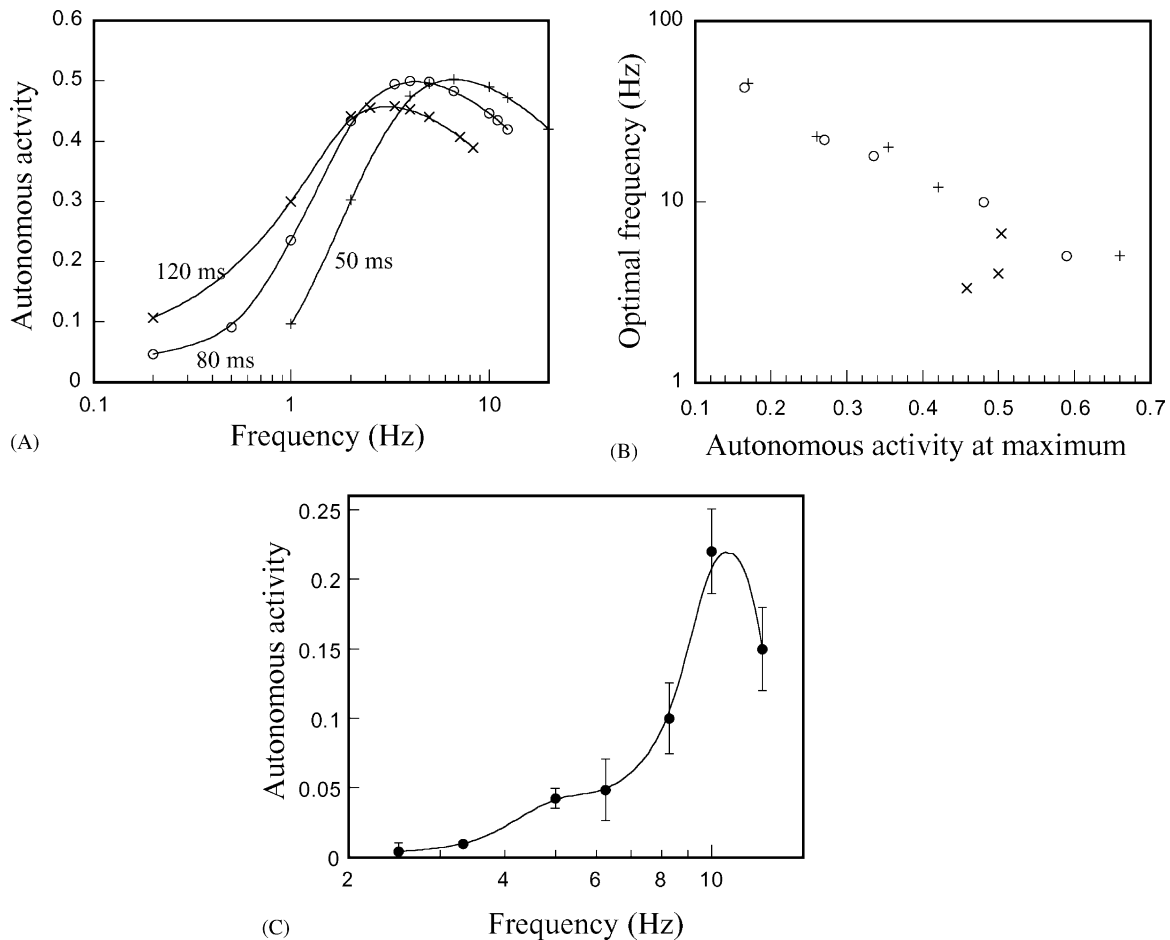 0.6
0.5
0.4
0.3
0.2
0.1
0
Autonomous actvity
120 ms
50 ms
80 ms
0.1 1 10
Frequency (Hz)
(A)
100
10
1
Optimal frequency (Hz)
0.1 0.2 0.3 0.4 0.5 0.6 0.7
Autonomous activity at maximum
(B)
0.25
0.2
0.15
0.1
0.05
0
Autonomous activity
2 4 6 8 10
Frequency (Hz)
(C)